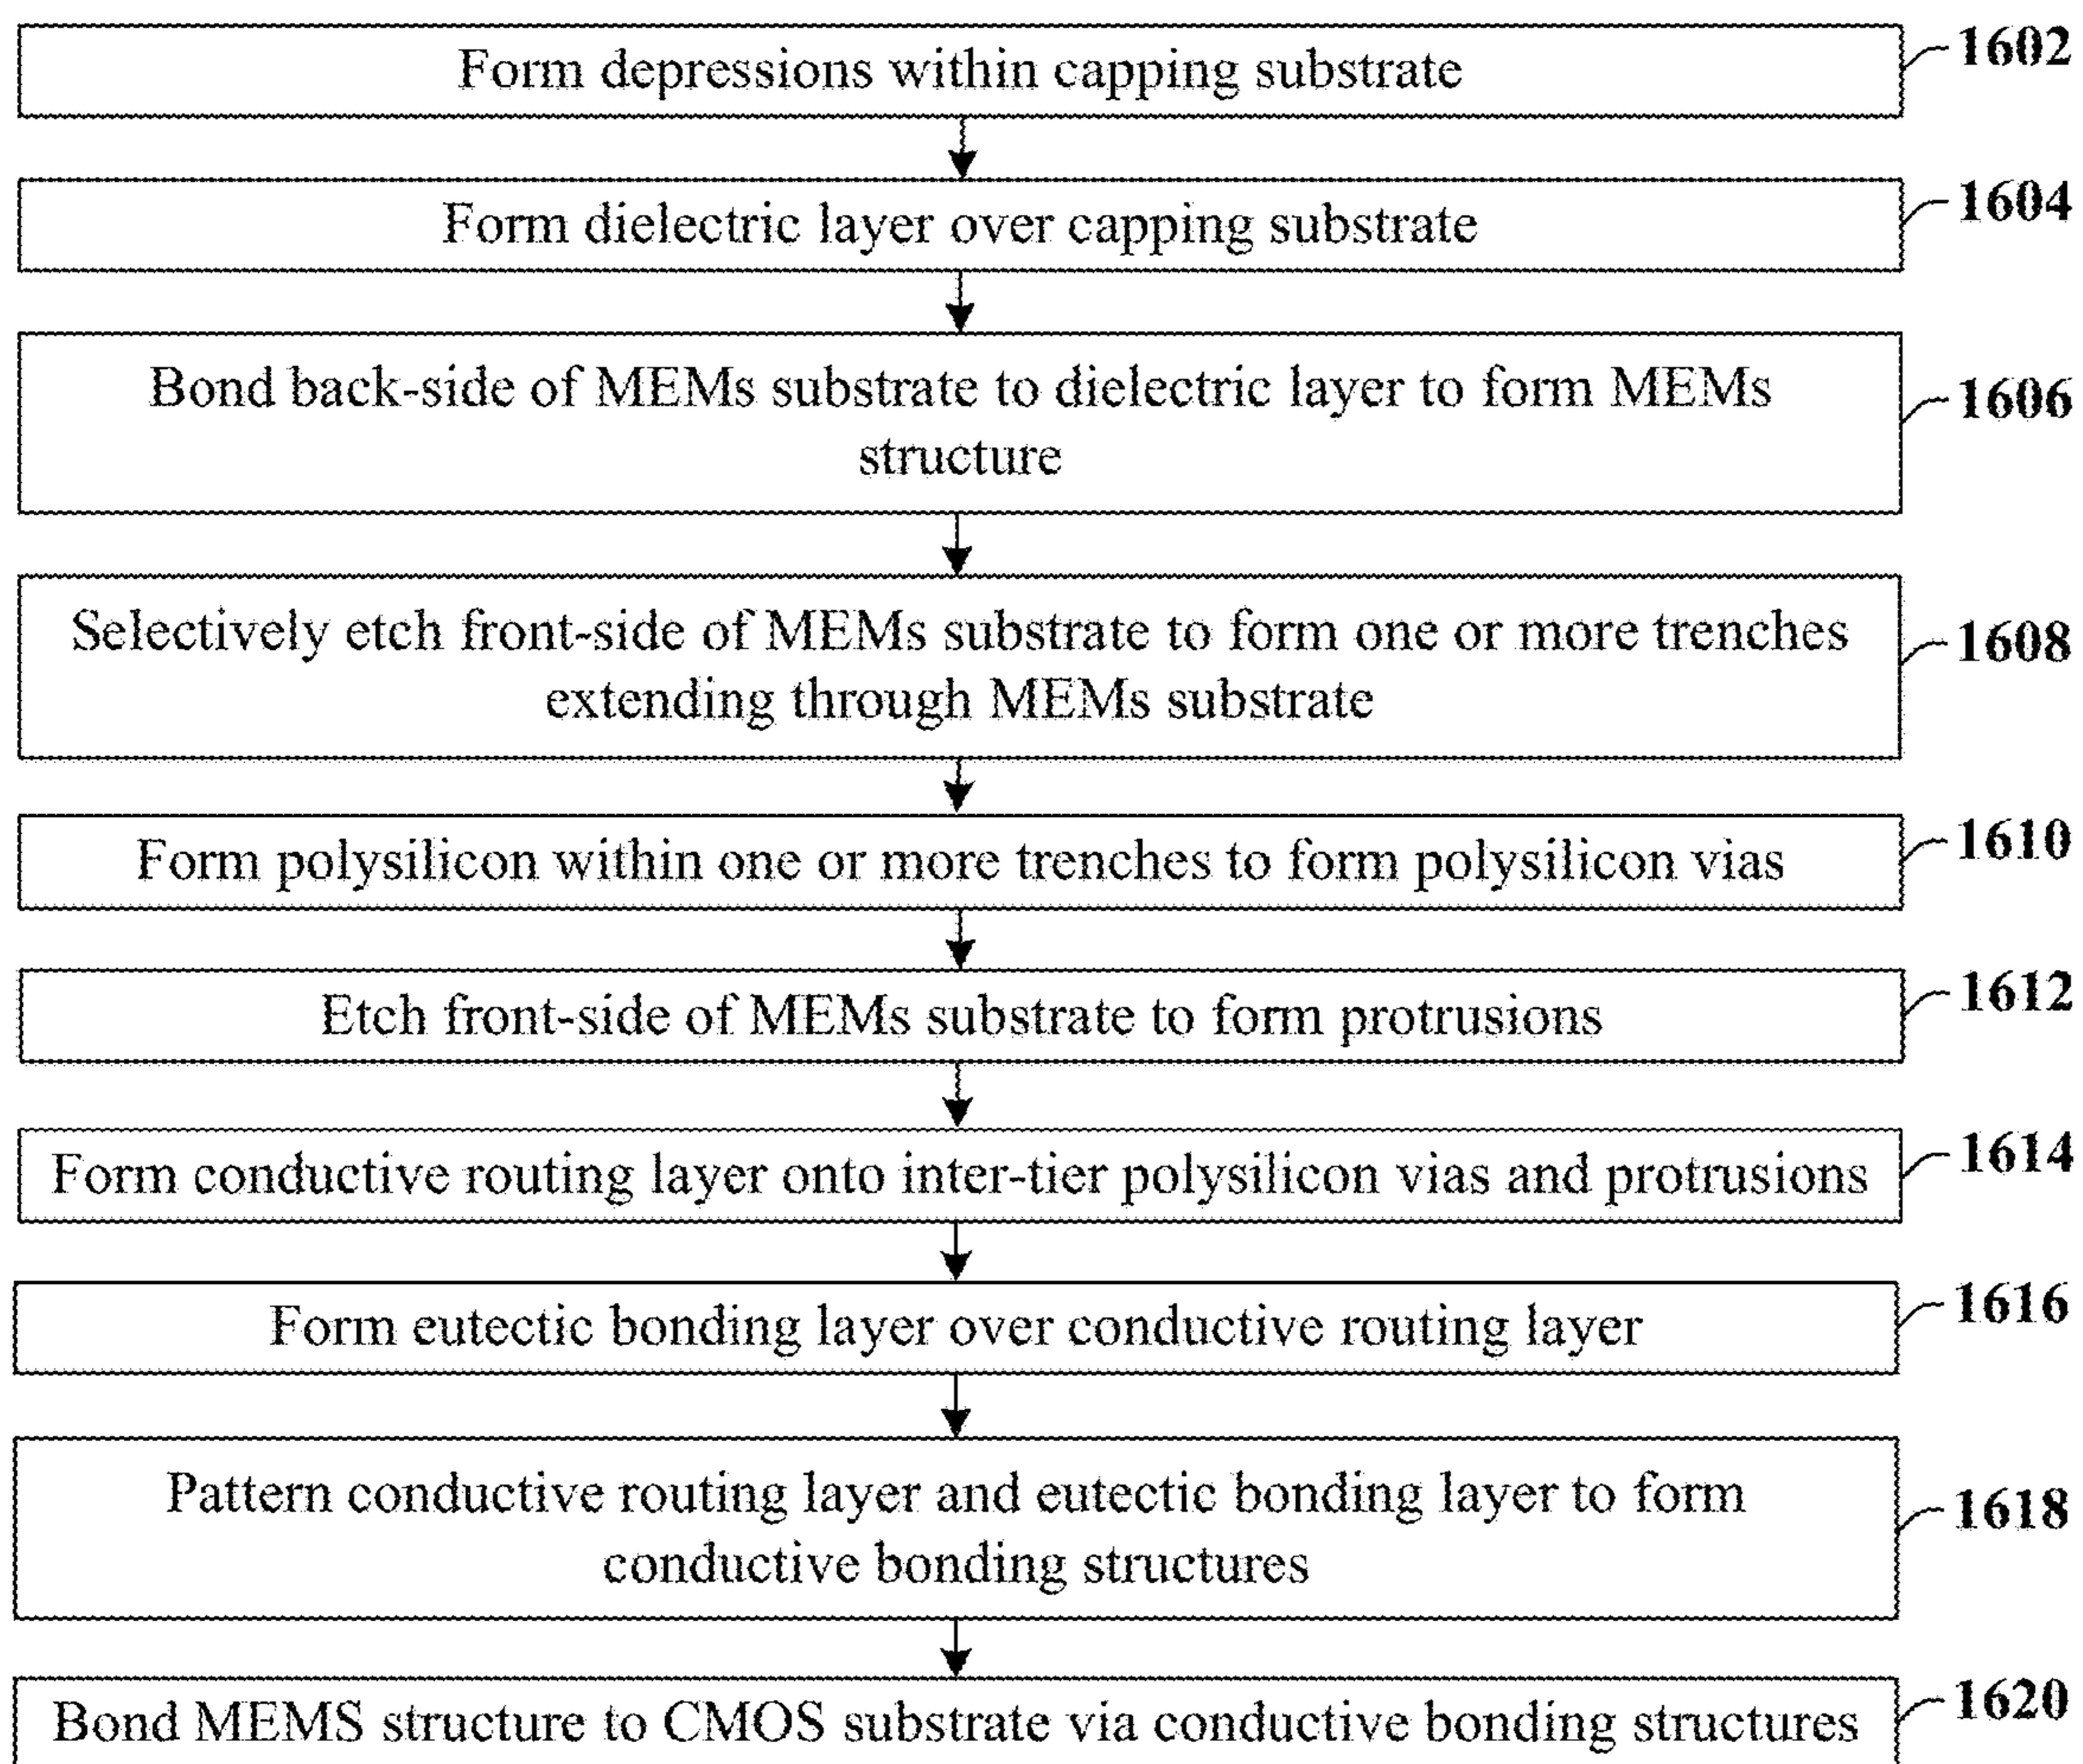 Form depressions within capping substrate
1602
Form dielectric layer over capping substrate
1604
Bond back-side of MEMs substrate to dielectric layer to form MEMs
structure
1606
Selectively etch front-side of MEMs substrate to form one or more trenches
extending through MEMs substrate
1608
Form polysilicon within one or more trenches to form polysilicon vias
1610
Etch front-side of MEMs substrate to form protrusions
1612
Form conductive routing layer onto inter-tier polysilicon vias and protrusions
1614
Form eutectic bonding layer over conductive routing layer
1616
Pattern conductive routing layer and eutectic bonding layer to form
conductive bonding structures
1618
Bond MEMS structure to CMOS substrate via conductive bonding structures
1620